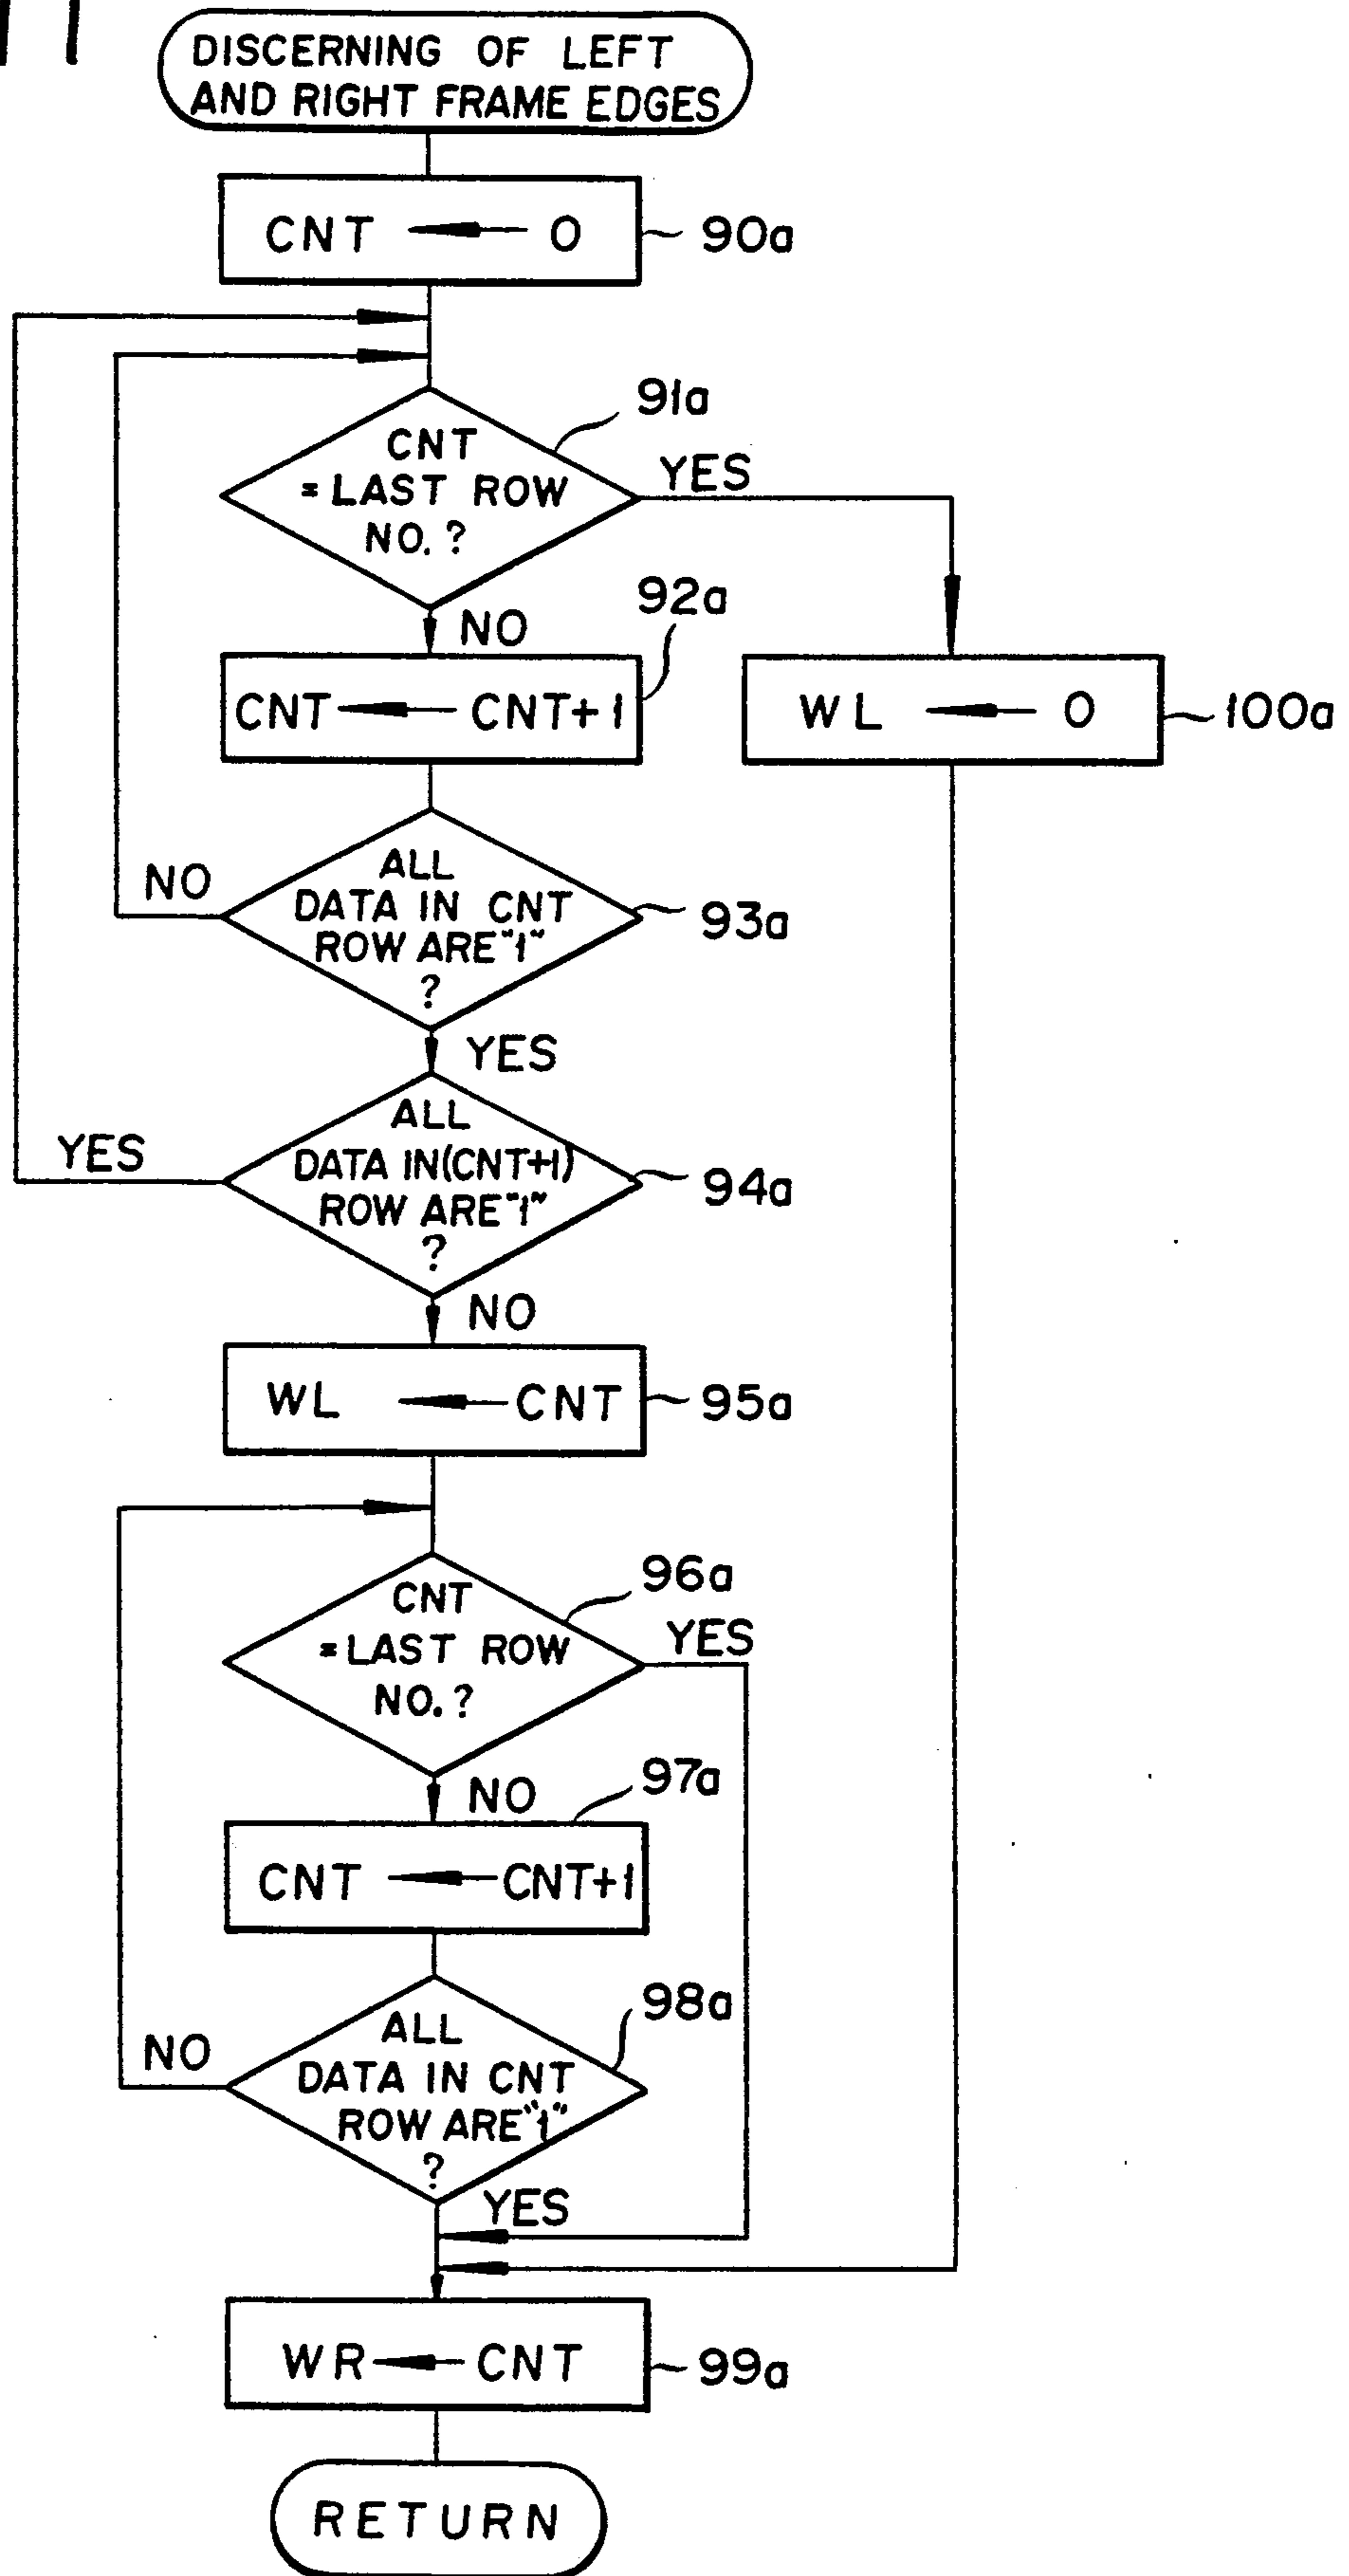 DISCERNING OF LEFT
AND RIGHT FRAME EDGES
CNT ← 0
90a
91a
CNT
= LAST ROW
NO. ?
YES
NO
92a
CNT ← CNT+1
WL ← 0
100a
ALL
DATA IN CNT
ROW ARE "1"
?
93a
NO
YES
ALL
DATA IN (CNT+1)
ROW ARE "1"
?
94a
YES
NO
WL ← CNT
95a
96a
CNT
= LAST ROW
NO. ?
YES
NO
97a
CNT ← CNT+1
98a
ALL
DATA IN CNT
ROW ARE "1"
?
NO
YES
WR ← CNT
99a
RETURN